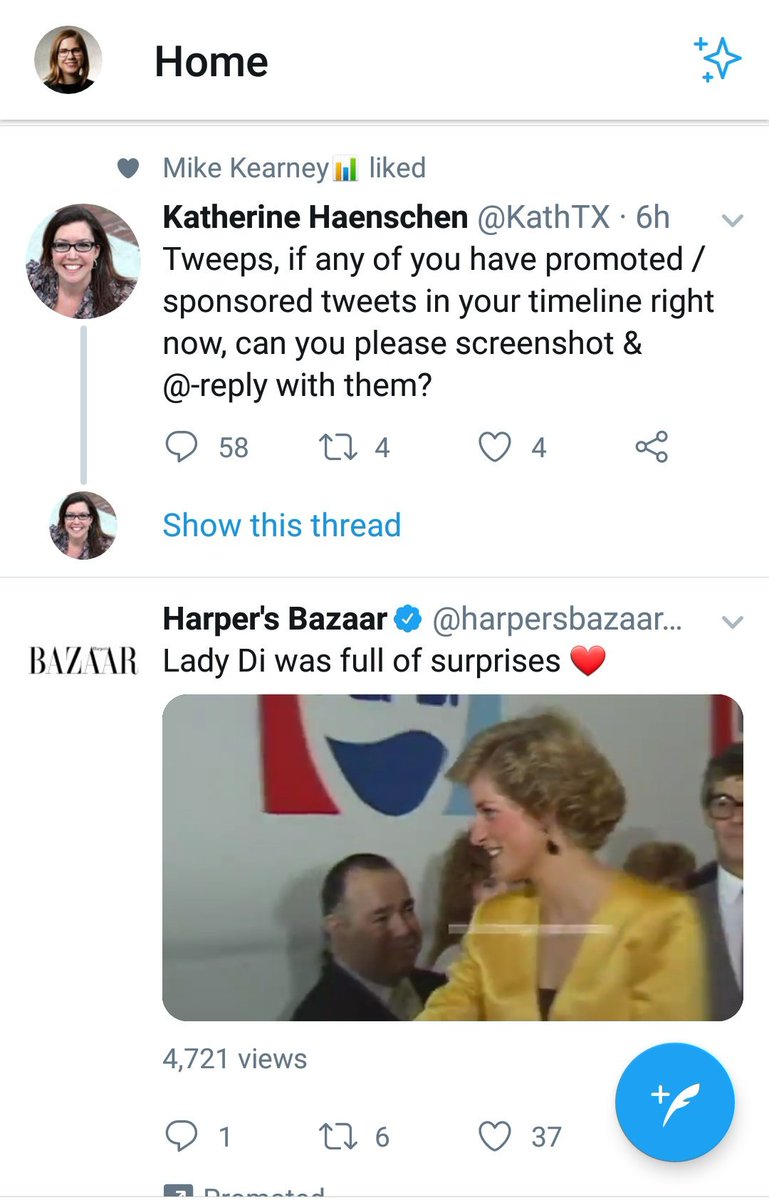 Home
Mike Kearney📊 liked
Katherine Haenschen @KathTX · 6h
Tweeps, if any of you have promoted /
sponsored tweets in your timeline right
now, can you please screenshot &
@-reply with them?
58 4 4
Show this thread
Harper's Bazaar @harpersbazaar...
BAZAAR
Lady Di was full of surprises ❤️
4,721 views
1 6 37
Promoted